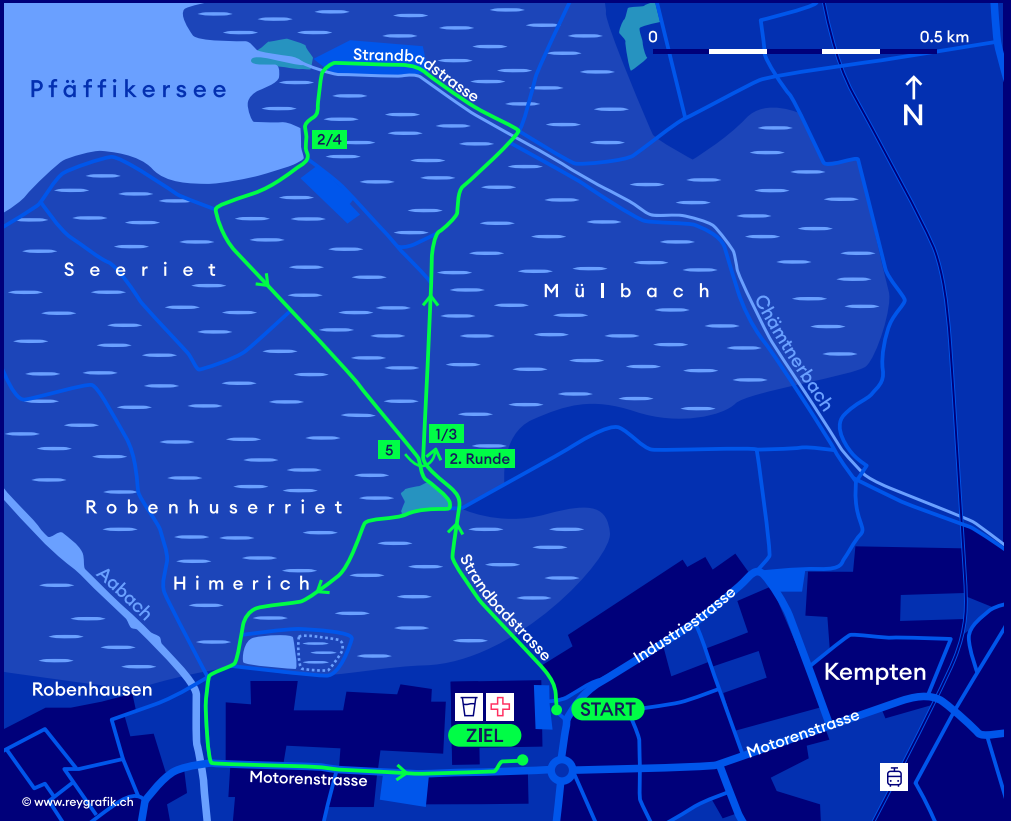 0 0.5 km
N
Pfäffikersee
Strandbadstrasse
2/4
Seeriet
Mülbach
Chämtnerbach
1/3
5
2. Runde
Robenhuserriet
Himerich
Aabach
Strandbadstrasse
Industriestrasse
Kempten
Robenhausen
START
ZIEL
Motorenstrasse
Motorenstrasse
© www.reygrafik.ch